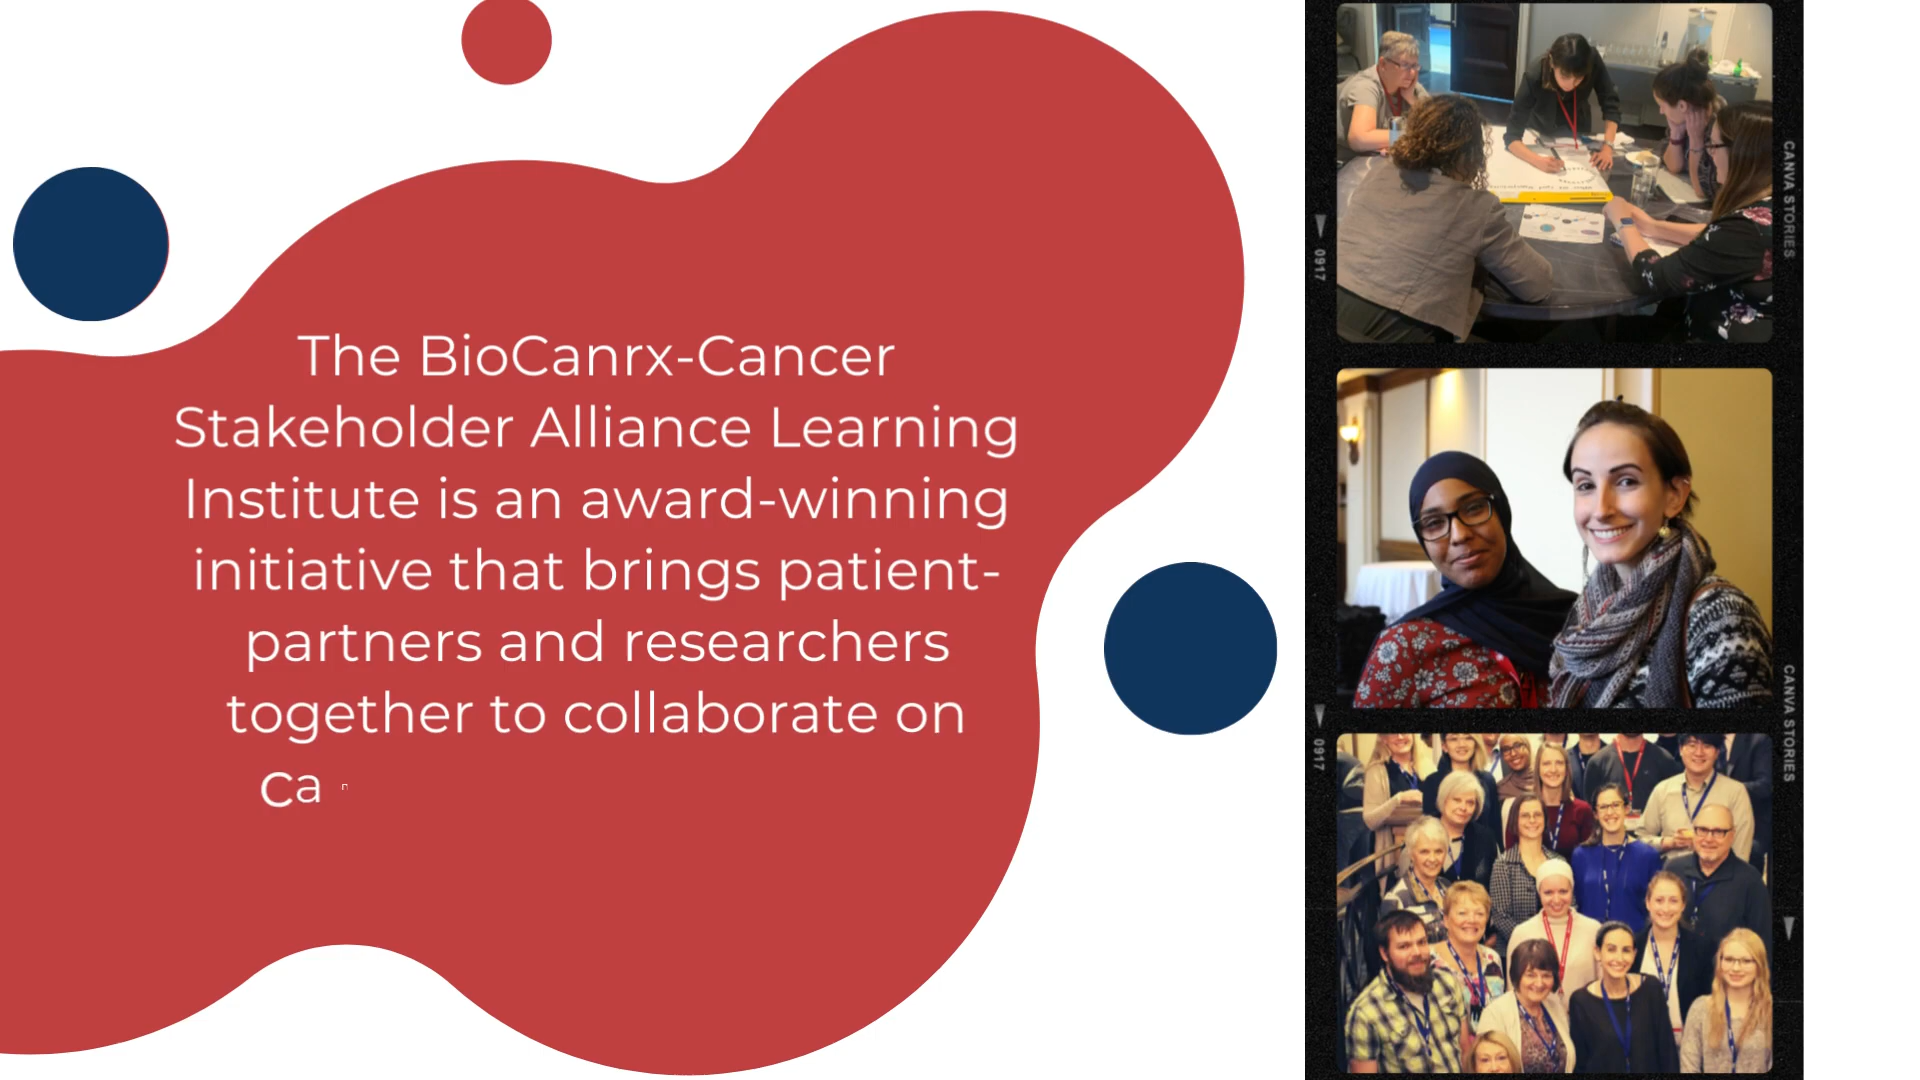 The BioCanrx-Cancer
Stakeholder Alliance Learning
Institute is an award-winning
initiative that brings patient-
partners and researchers
together to collaborate on
Ca n
CANVA STORIES
0917
CANVA STORIES
0917